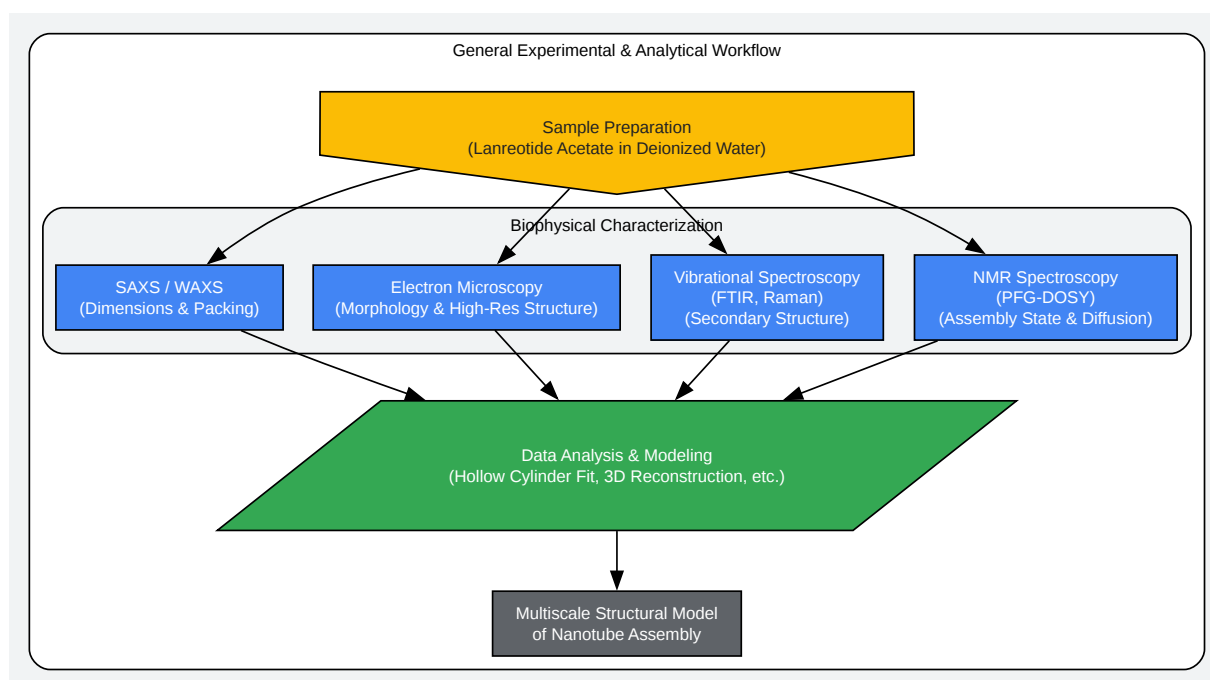 General Experimental & Analytical Workflow
Sample Preparation
(Lanreotide Acetate in Deionized Water)
Biophysical Characterization
SAXS / WAXS
(Dimensions & Packing)
Electron Microscopy
(Morphology & High-Res Structure)
Vibrational Spectroscopy
(FTIR, Raman)
(Secondary Structure)
NMR Spectroscopy
(PFG-DOSY)
(Assembly State & Diffusion)
Data Analysis & Modeling
(Hollow Cylinder Fit, 3D Reconstruction, etc.)
Multiscale Structural Model
of Nanotube Assembly